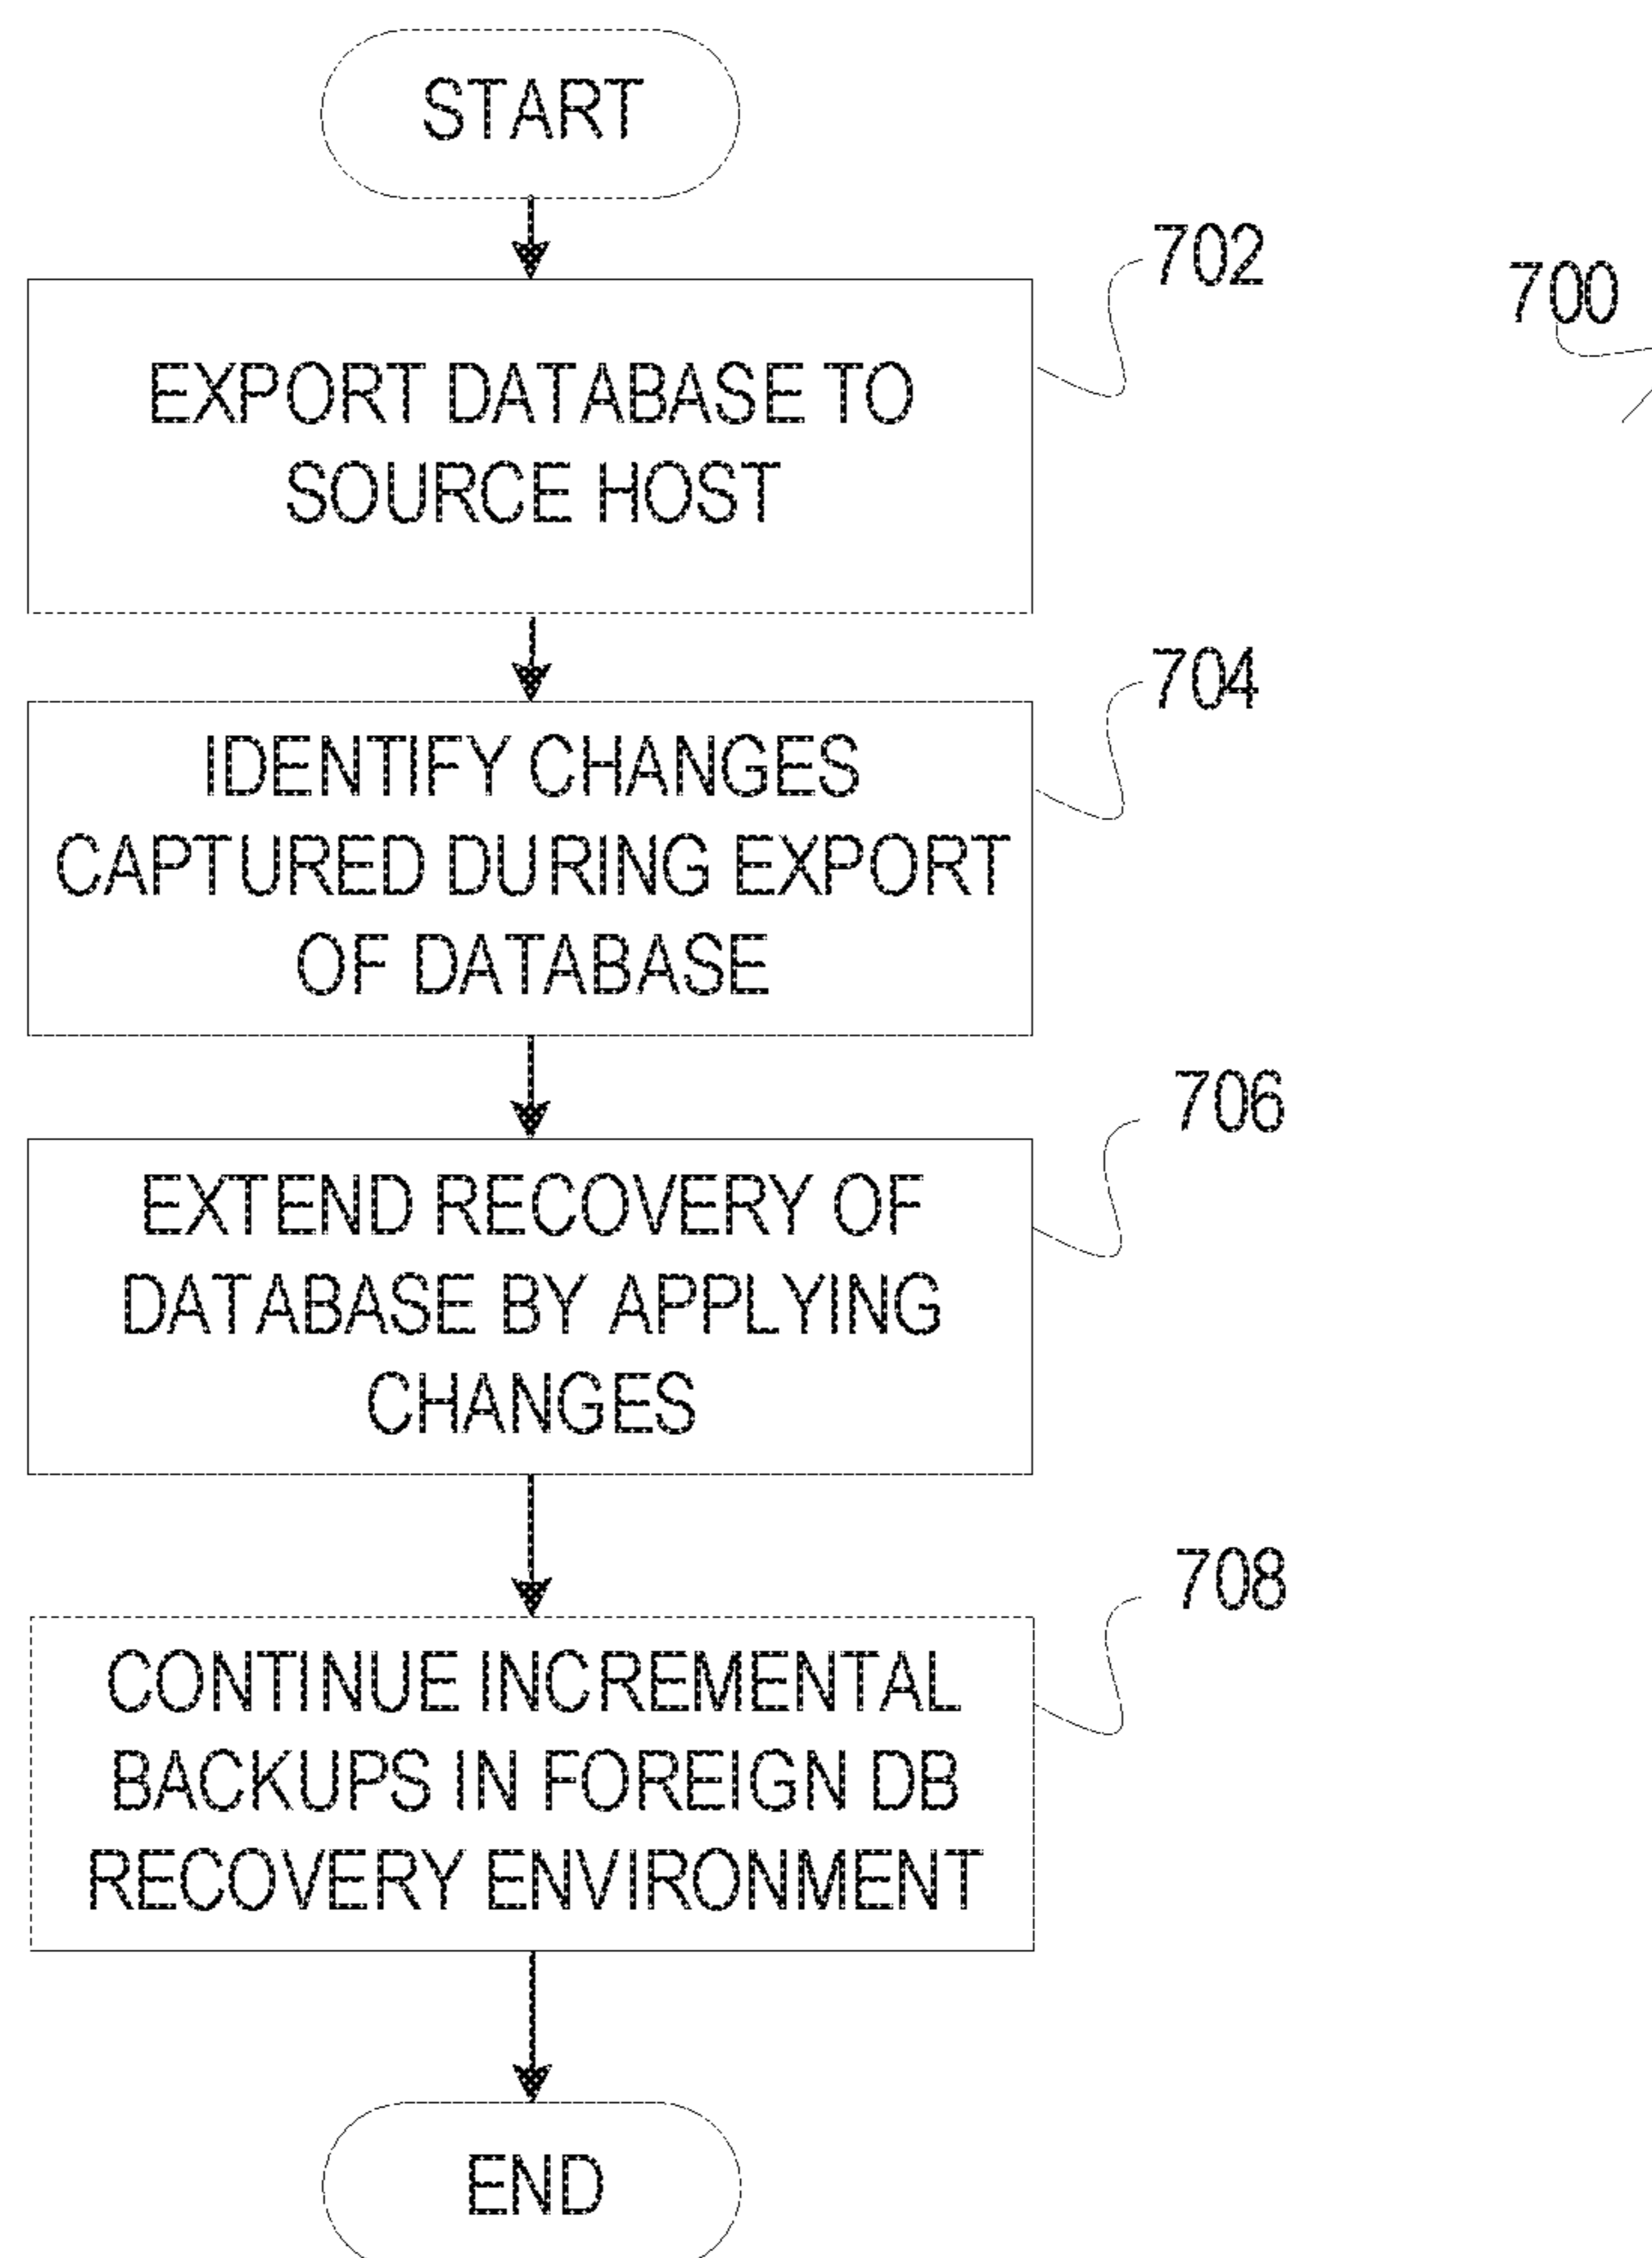 START
702
700
EXPORT DATABASE TO
SOURCE HOST
704
IDENTIFY CHANGES
CAPTURED DURING EXPORT
OF DATABASE
706
EXTEND RECOVERY OF
DATABASE BY APPLYING
CHANGES
708
CONTINUE INCREMENTAL
BACKUPS IN FOREIGN DB
RECOVERY ENVIRONMENT
END